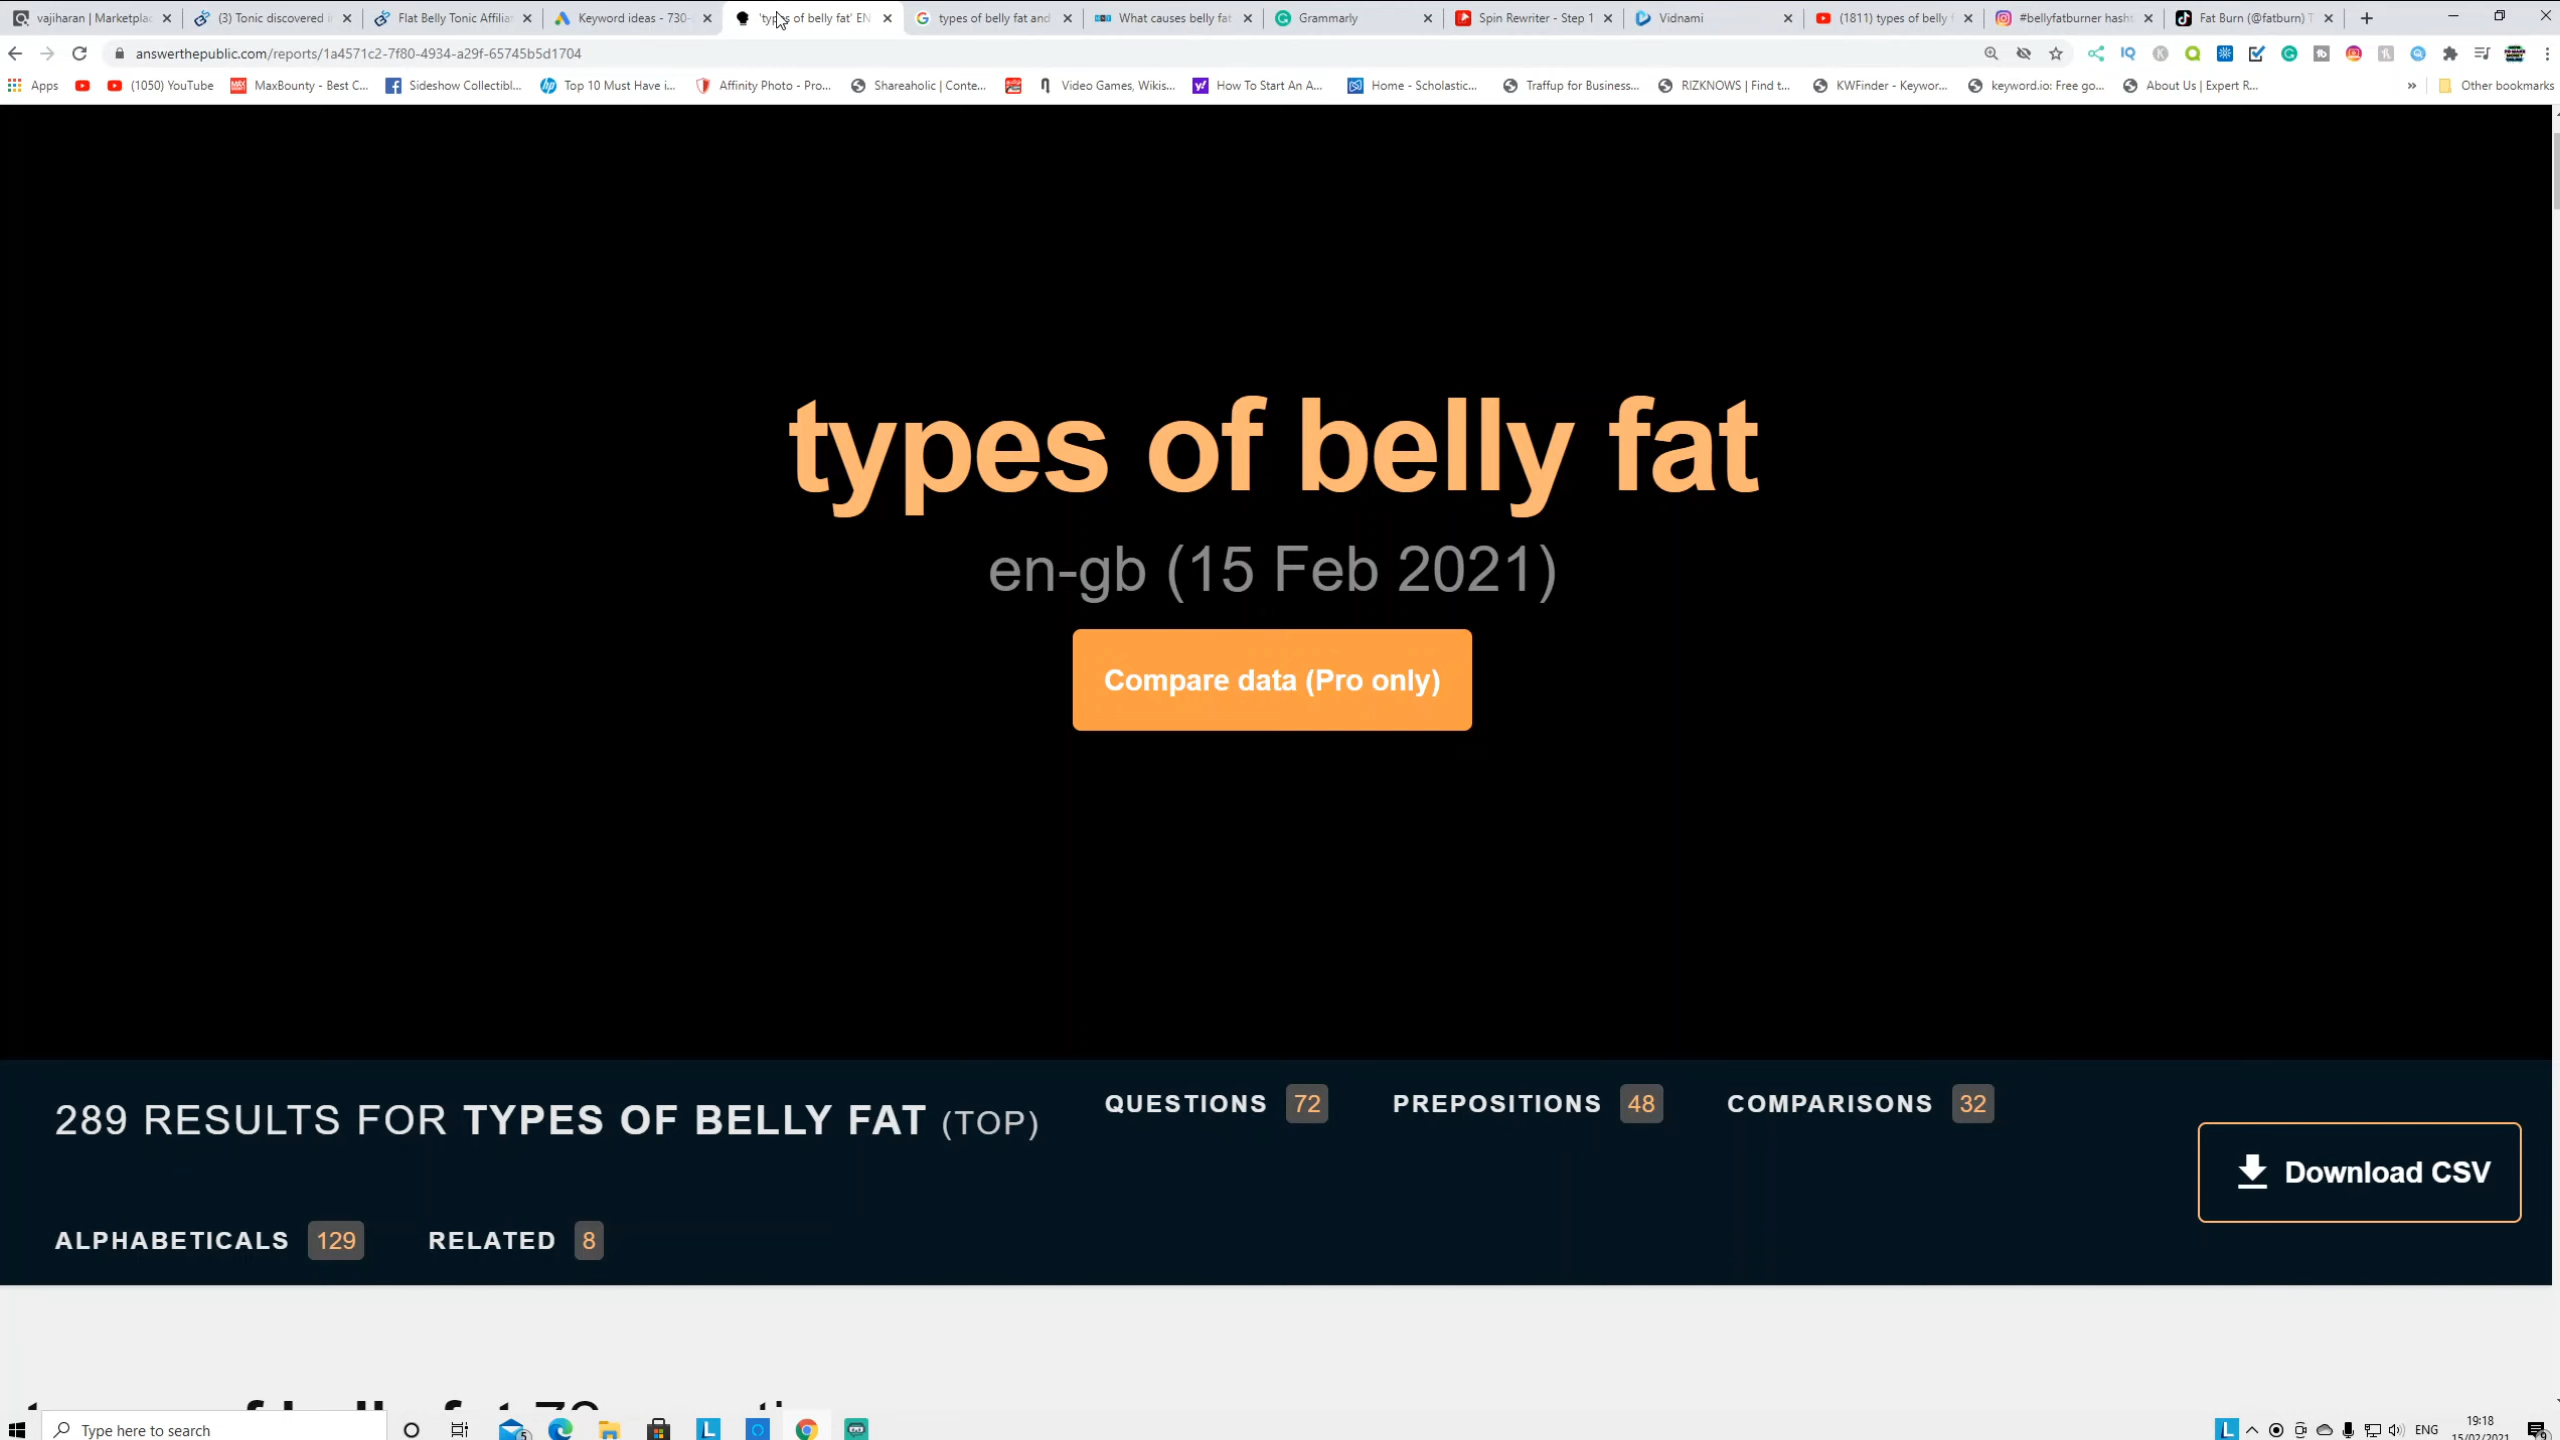 vajiharan | Marketplac
(3) Tonic discovered i
Flat Belly Tonic Affilia
Keyword ideas - 730-
'types of belly fat' EN
types of belly fat and
What causes belly fat
Grammarly
Spin Rewriter - Step 1
Vidnami
(1811) types of belly
#bellyfatburner hasht
Fat Burn (@fatburn) T
answerthepublic.com/reports/1a4571c2-7f80-4934-a29f-65745b5d1704
Apps
(1050) YouTube
MaxBounty - Best C...
Sideshow Collectibl...
Top 10 Must Have i...
Affinity Photo - Pro...
Shareaholic | Conte...
Video Games, Wikis...
How To Start An A...
Home - Scholastic...
Traffup for Business...
RIZKNOWS | Find t...
KWFinder - Keywor...
keyword.io: Free go...
About Us | Expert R...
»
Other bookmarks
types of belly fat
en-gb (15 Feb 2021)
Compare data (Pro only)
289 RESULTS FOR TYPES OF BELLY FAT (TOP)
QUESTIONS 72
PREPOSITIONS 48
COMPARISONS 32
Download CSV
ALPHABETICALS 129
RELATED 8
Type here to search
ENG
19:18
15/02/2021